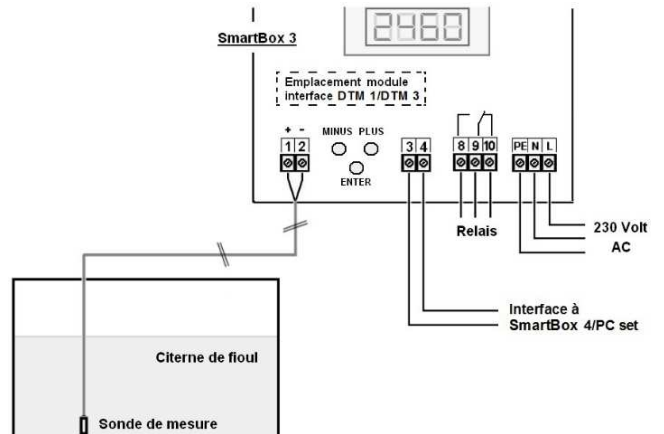 SmartBox 3
2460
Emplacement module
interface DTM 1/DTM 3
+ -
MINUS PLUS
1 2
3 4
8 9 10
PE N L
ENTER
Relais
230 Volt
AC
Interface à
SmartBox 4/PC set
Citerne de fioul
Sonde de mesure